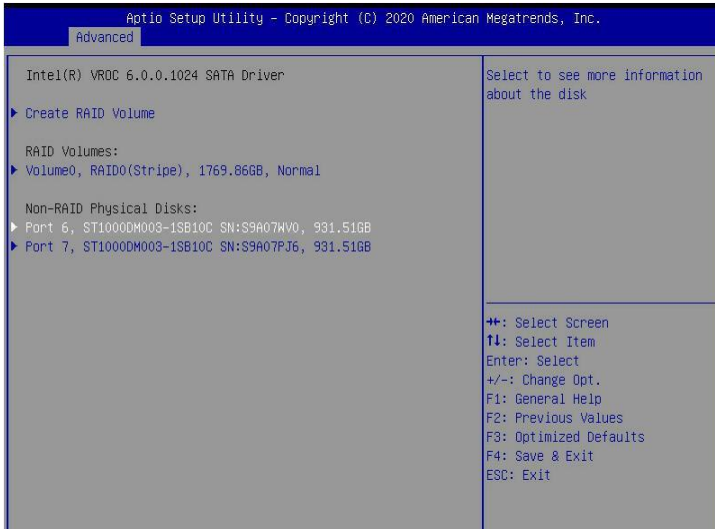 Aptio Setup Utility – Copyright (C) 2020 American Megatrends, Inc.
Advanced
Intel(R) VROC 6.0.0.1024 SATA Driver
Create RAID Volume
RAID Volumes:
Volume0, RAID0(Stripe), 1769.86GB, Normal
Non-RAID Physical Disks:
Port 6, ST1000DM003-1SB10C SN:S9A07WV0, 931.51GB
Port 7, ST1000DM003-1SB10C SN:S9A07PJ6, 931.51GB
Select to see more information
about the disk
→←: Select Screen
↑↓: Select Item
Enter: Select
+/-: Change Opt.
F1: General Help
F2: Previous Values
F3: Optimized Defaults
F4: Save & Exit
ESC: Exit